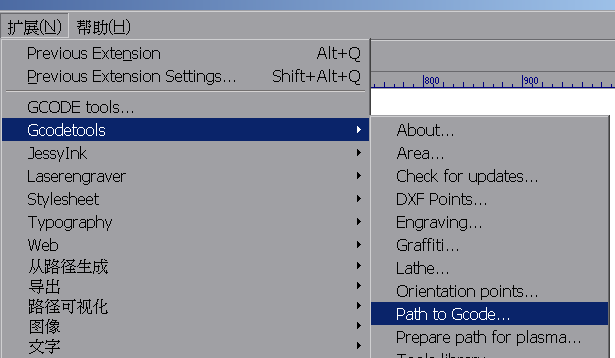 扩展(N) 帮助(H)
Previous Extension Alt+Q
Previous Extension Settings... Shift+Alt+Q
800 900
GCODE tools...
Gcodetools
JessyInk
Laserengraver
Stylesheet
Typography
Web
从路径生成
导出
路径可视化
图像
文字
About...
Area...
Check for updates...
DXF Points...
Engraving...
Graffiti...
Lathe...
Orientation points...
Path to Gcode...
Prepare path for plasma...
Tools library